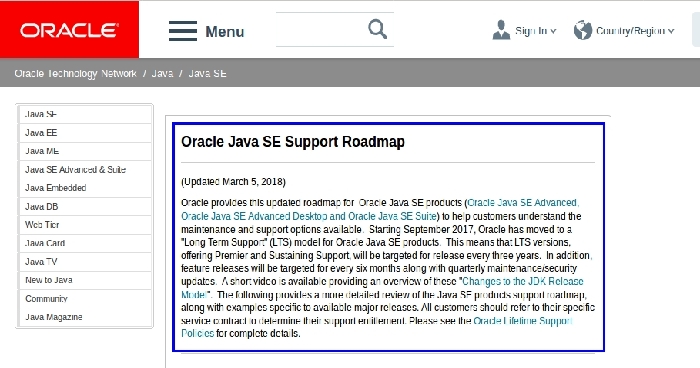 ORACLE
Menu
Sign In
Country/Region
Oracle Technology Network / Java / Java SE
Java SE
Java EE
Java ME
Java SE Advanced & Suite
Java Embedded
Java DB
Web Tier
Java Card
Java TV
New to Java
Community
Java Magazine
Oracle Java SE Support Roadmap
(Updated March 5, 2018)
Oracle provides this updated roadmap for Oracle Java SE products (Oracle Java SE Advanced,
Oracle Java SE Advanced Desktop and Oracle Java SE Suite) to help customers understand the
maintenance and support options available. Starting September 2017, Oracle has moved to a
"Long Term Support" (LTS) model for Oracle Java SE products. This means that LTS versions,
offering Premier and Sustaining Support, will be targeted for release every three years. In addition,
feature releases will be targeted for every six months along with quarterly maintenance/security
updates. A short video is available providing an overview of these "Changes to the JDK Release
Model". The following provides a more detailed review of the Java SE products support roadmap,
along with examples specific to available major releases. All customers should refer to their specific
service contract to determine their support entitlement. Please see the Oracle Lifetime Support
Policies for complete details.